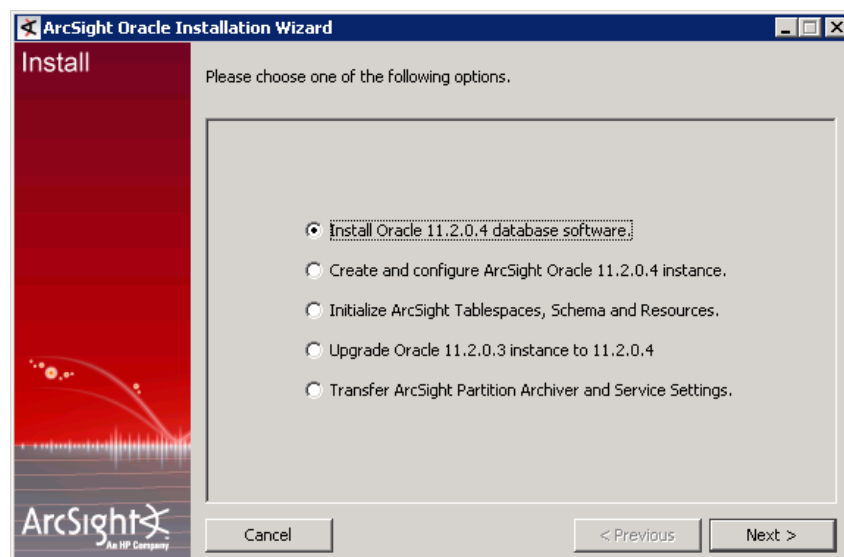 ArcSight Oracle Installation Wizard
Install
Please choose one of the following options.
Install Oracle 11.2.0.4 database software.
Create and configure ArcSight Oracle 11.2.0.4 instance.
Initialize ArcSight Tablespaces, Schema and Resources.
Upgrade Oracle 11.2.0.3 instance to 11.2.0.4
Transfer ArcSight Partition Archiver and Service Settings.
ArcSight
An HP Company
Cancel
< Previous
Next >